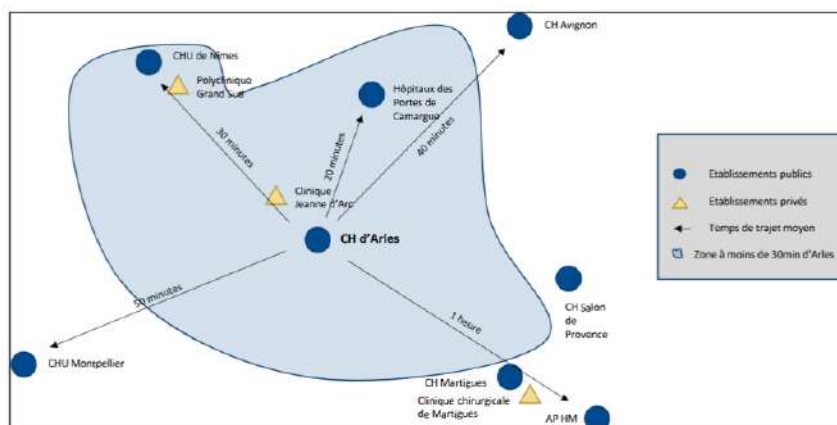 CH Avignon
CHU de Nîmes
Polyclinique
Grand Sud
Hôpitaux des
Portes de
Camargue
30 minutes
20 minutes
40 minutes
Clinique
Jeanne d'Arc
CH d'Arles
50 minutes
1 heure
CH Salon
de
Provence
CHU Montpellier
CH Martigues
Clinique chirurgicale
de Martigues
AP HM
Etablissements publics
Etablissements privés
Temps de trajet moyen
Zone à moins de 30min d'Arles